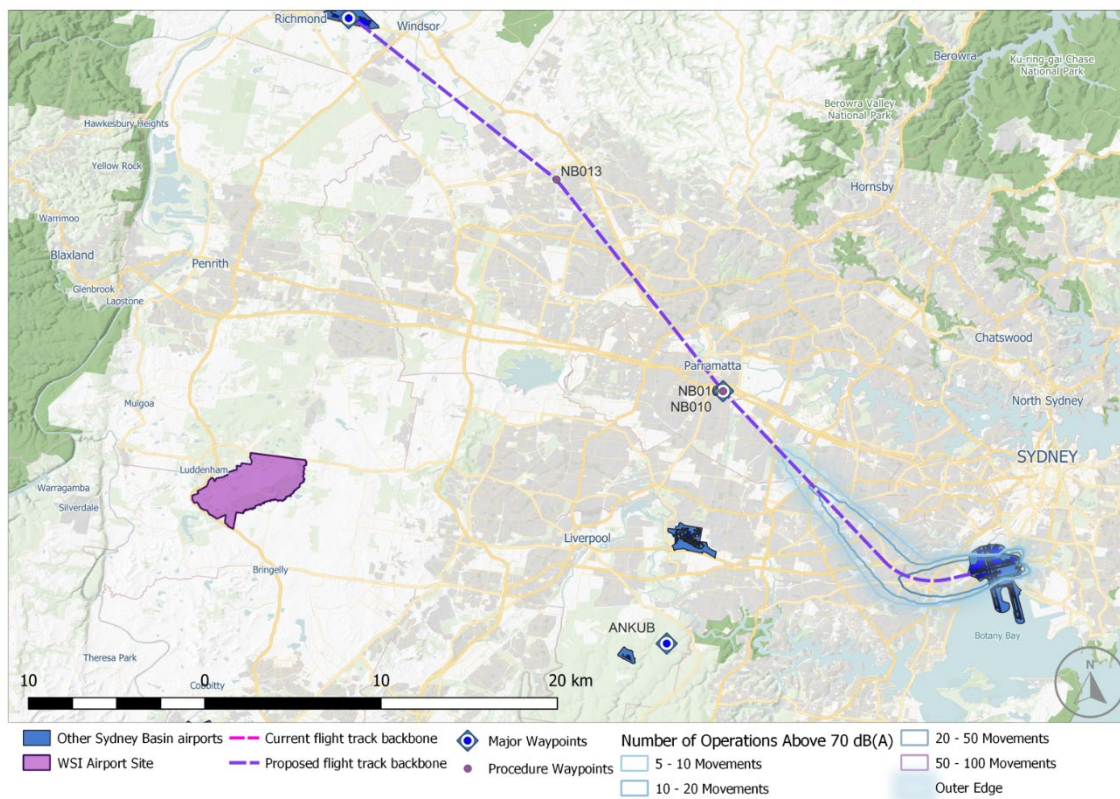 Richmond
Windsor
Berowra
Ku-ring-gai Chase
National Park
Berowra Valley
National Park
Hawkesbury Heights
Yellow Rock
NB013
Hornsby
Warrimoo
Blaxland
Penrith
Glenbrook
Lapstone
Chatswood
Parramatta
Mulgoa
NB010
NB010
North Sydney
SYDNEY
Luddenham
Warragamba
Silverdale
Liverpool
Bringelly
ANKUB
Botany Bay
Theresa Park
Cobbitty
N
10 0 10 20 km
Other Sydney Basin airports
WSI Airport Site
Current flight track backbone
Proposed flight track backbone
Major Waypoints
Procedure Waypoints
Number of Operations Above 70 dB(A)
5 - 10 Movements
10 - 20 Movements
20 - 50 Movements
50 - 100 Movements
Outer Edge